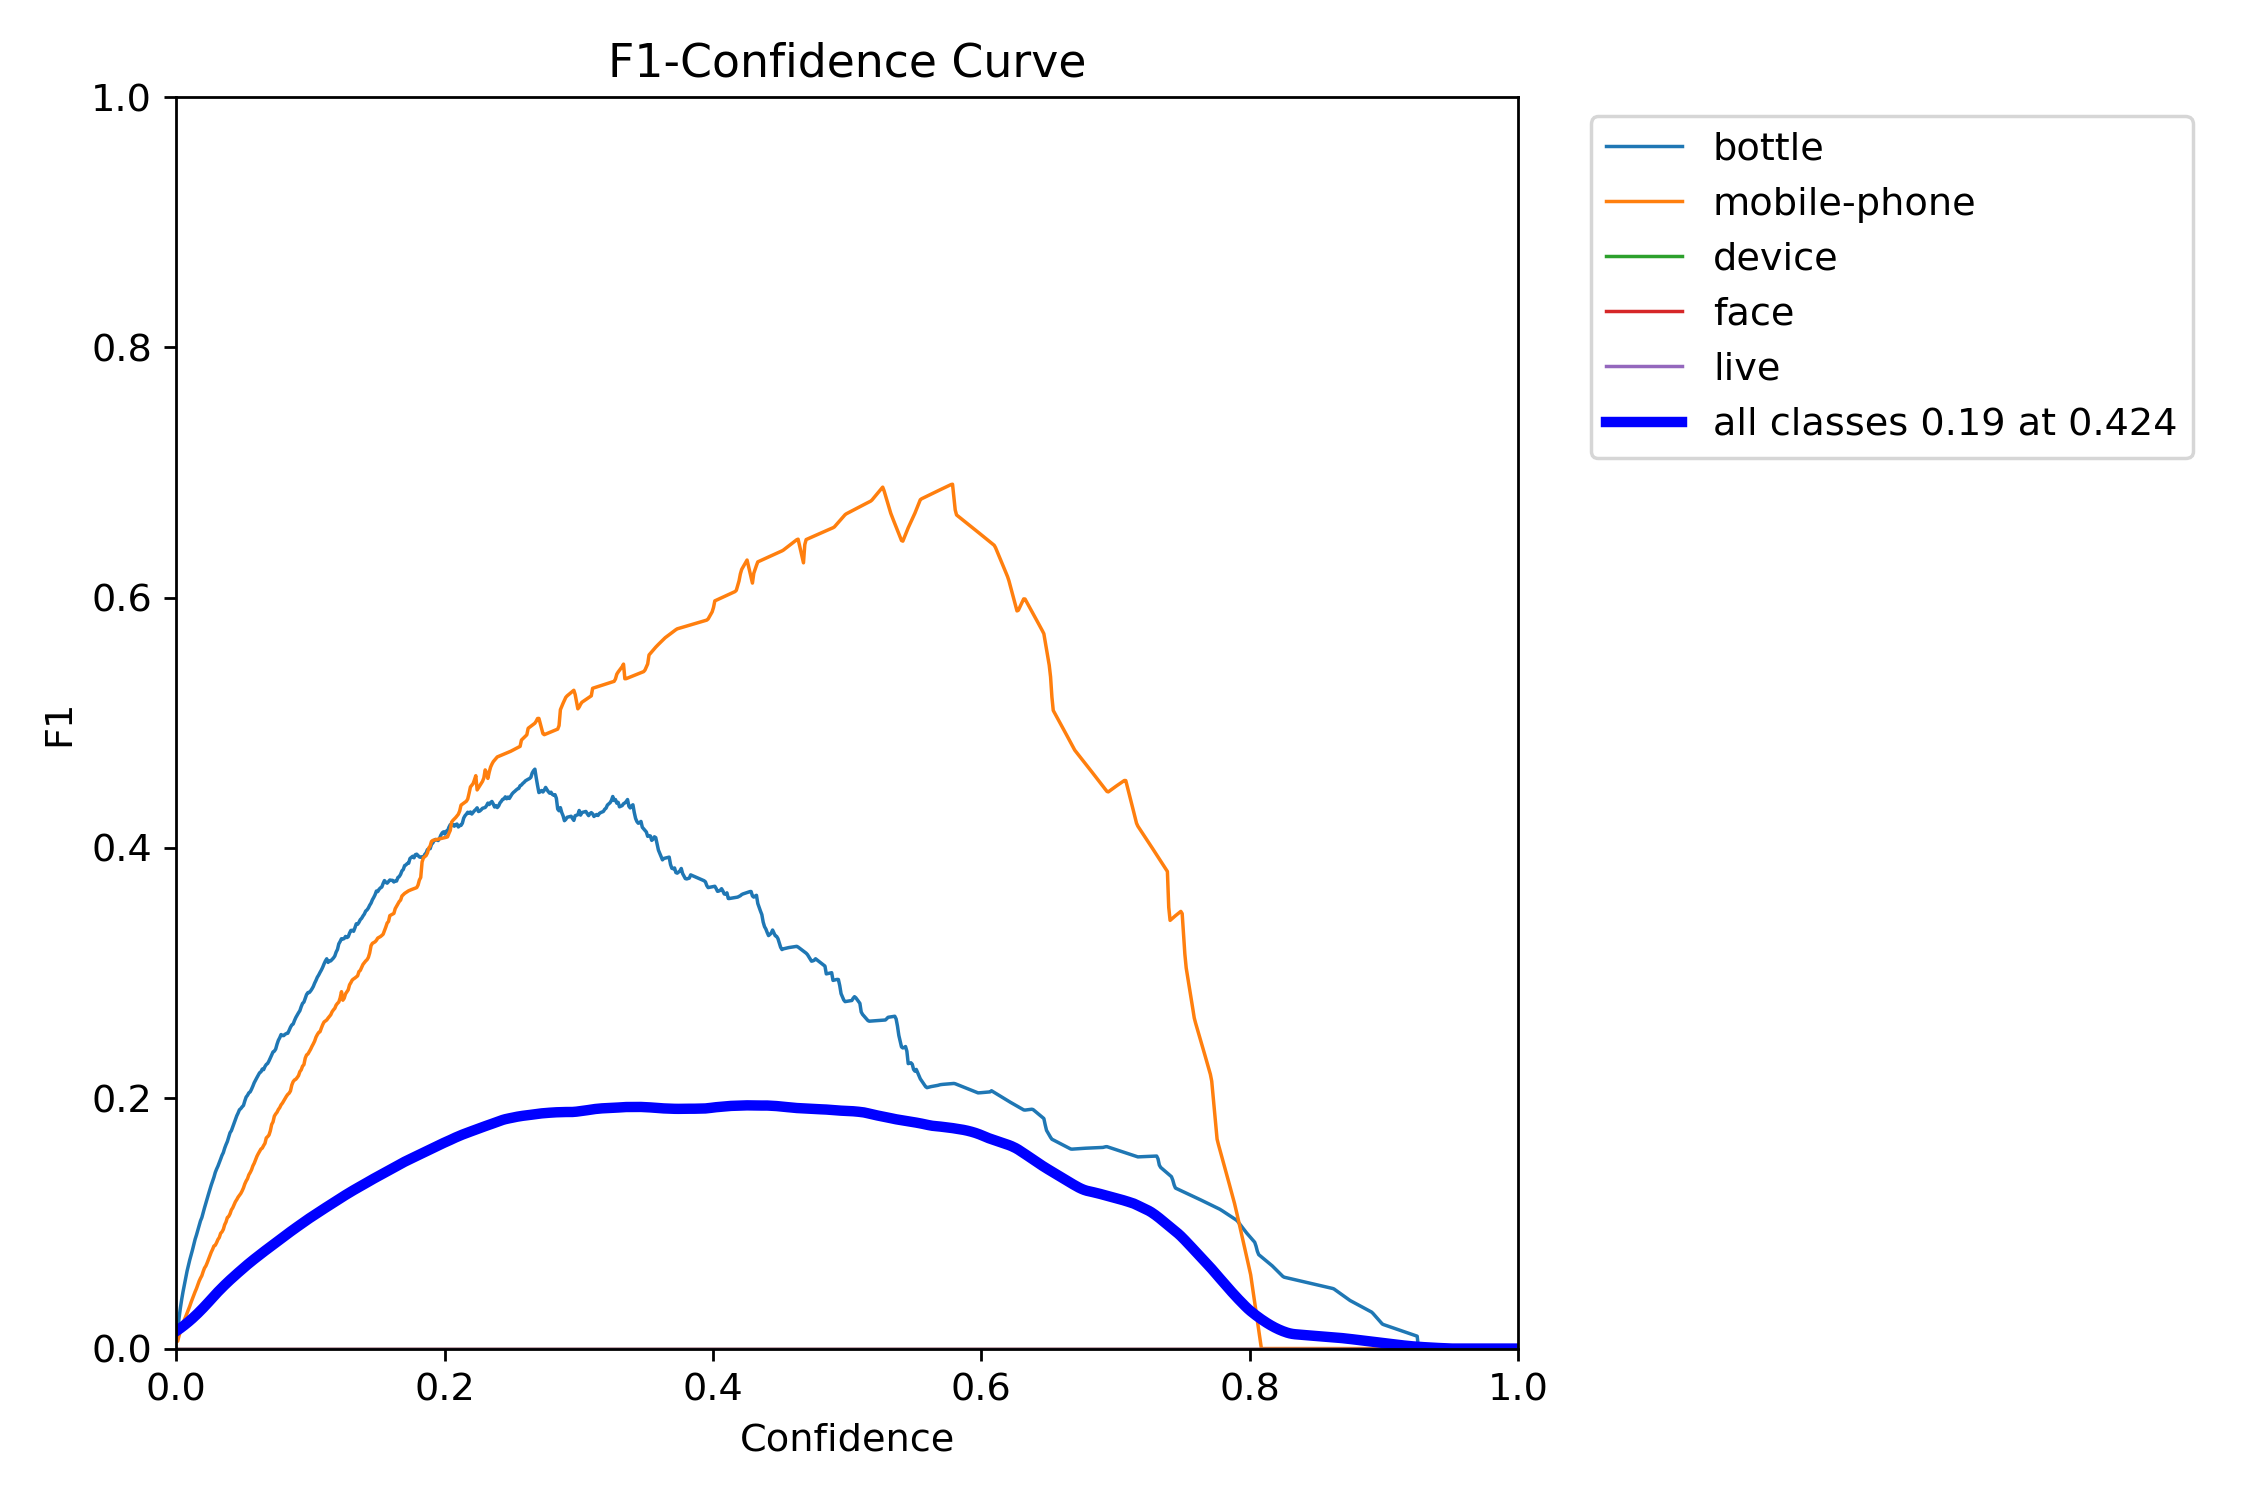 F1-Confidence Curve
1.0
0.8
0.6
0.4
0.2
0.0
F1
0.0 0.2 0.4 0.6 0.8 1.0
Confidence
bottle
mobile-phone
device
face
live
all classes 0.19 at 0.424